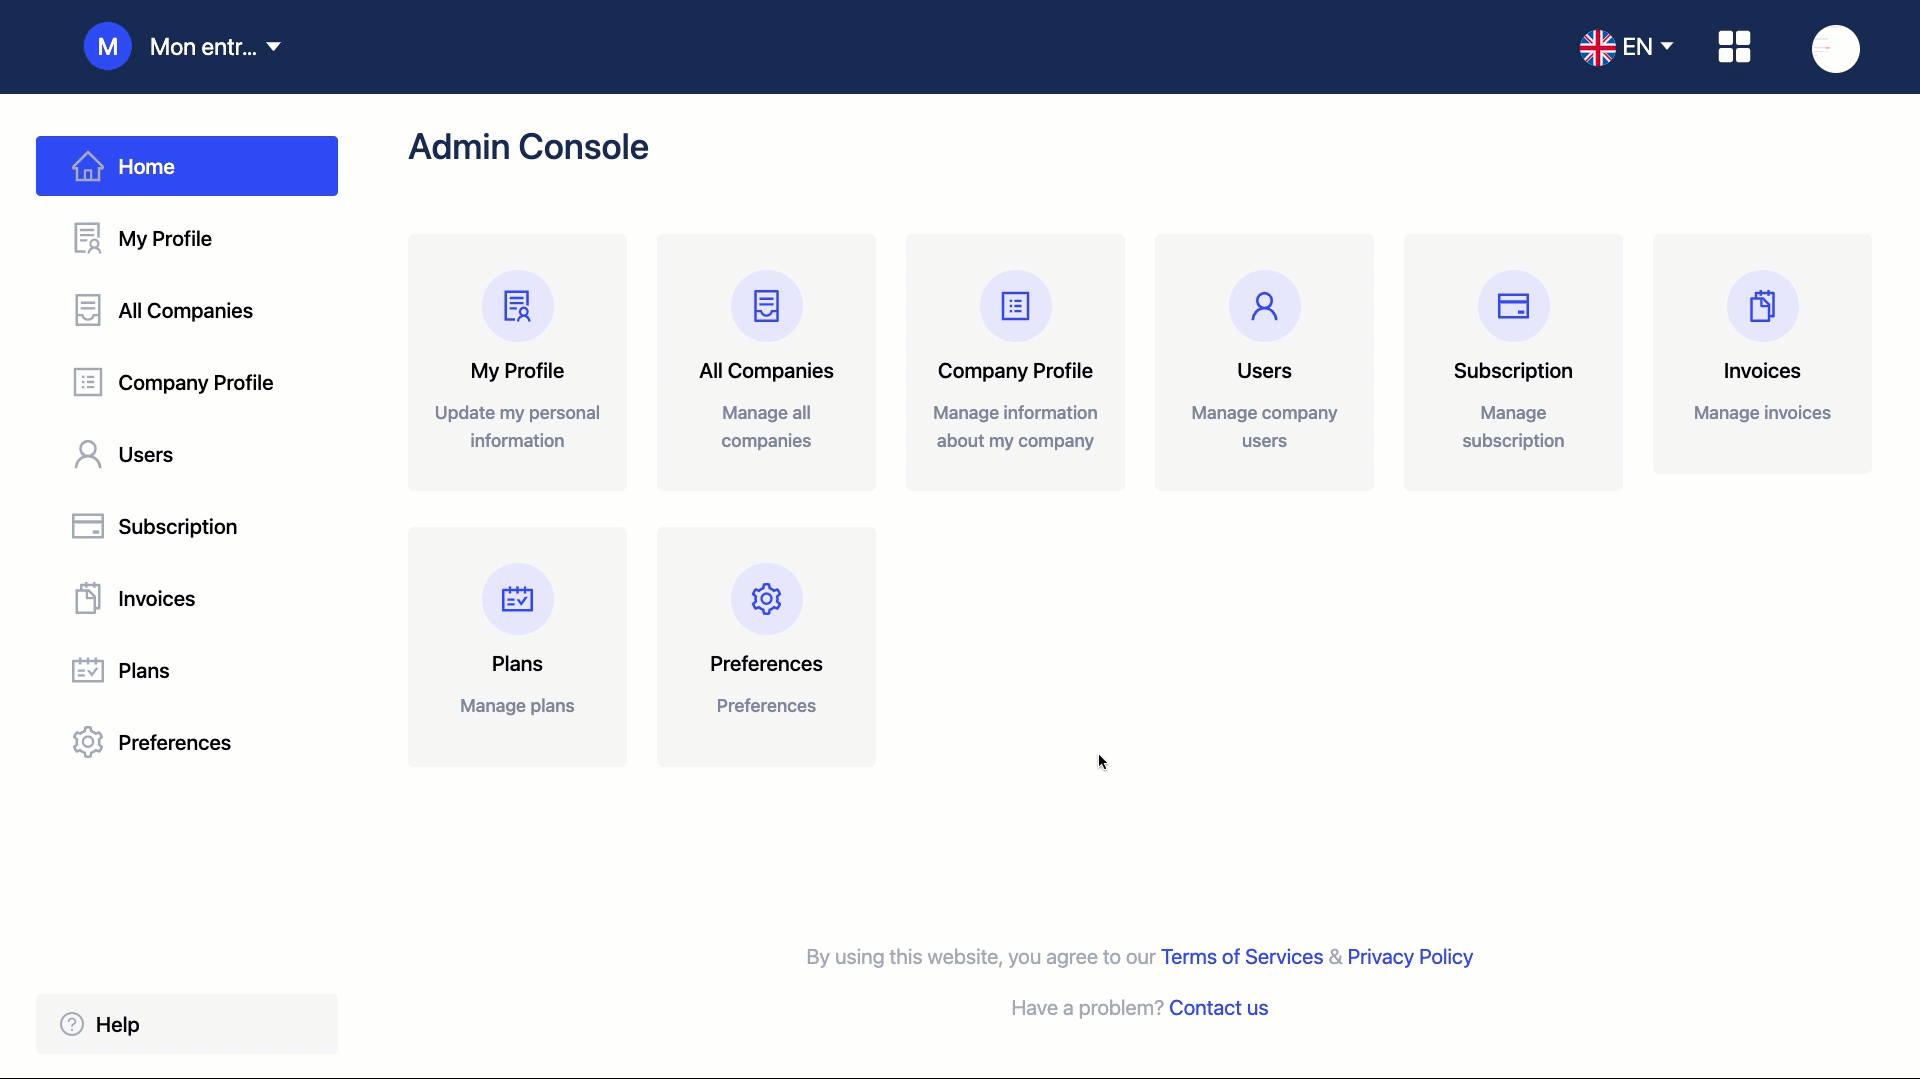 M
Mon entr...
EN
Home
My Profile
All Companies
Company Profile
Users
Subscription
Invoices
Plans
Preferences
Help
Admin Console
My Profile
Update my personal
information
All Companies
Manage all
companies
Company Profile
Manage information
about my company
Users
Manage company
users
Subscription
Manage
subscription
Invoices
Manage invoices
Plans
Manage plans
Preferences
Preferences
By using this website, you agree to our Terms of Services & Privacy Policy
Have a problem? Contact us